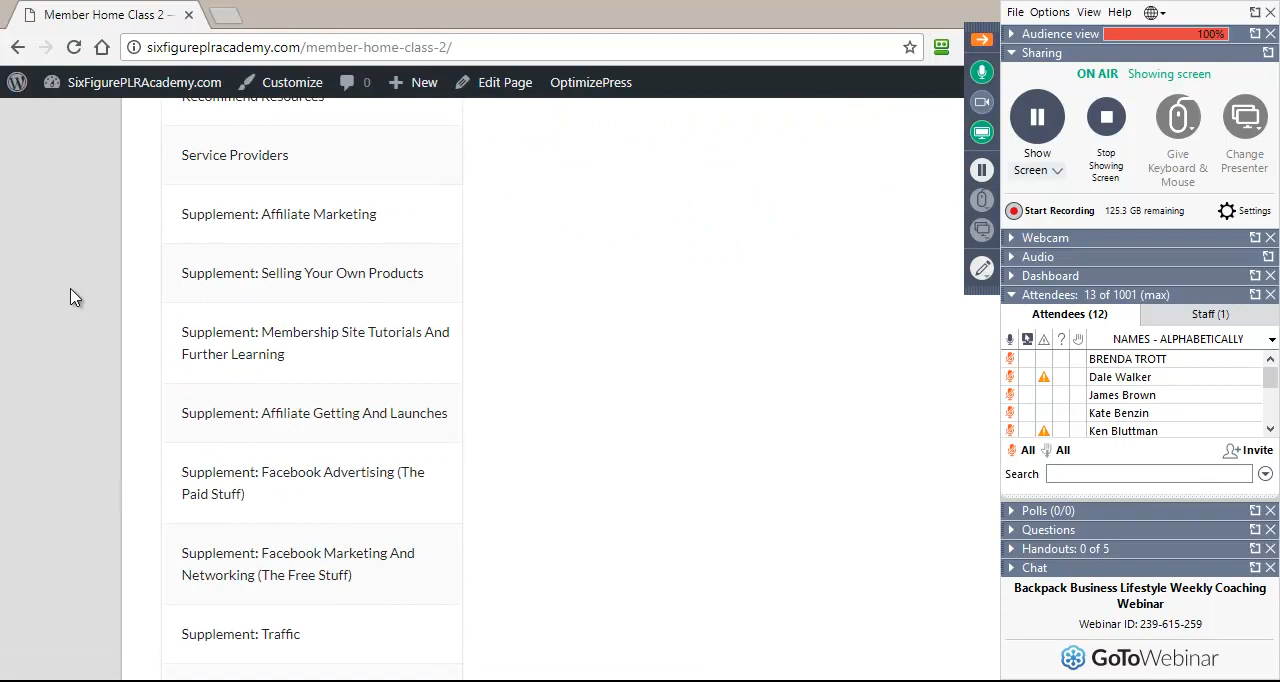 Member Home Class 2 –
sixfigureplracademy.com/member-home-class-2/
SixFigurePLRAcademy.com Customize 0 New Edit Page OptimizePress
Recommend Resources
Service Providers
Supplement: Affiliate Marketing
Supplement: Selling Your Own Products
Supplement: Membership Site Tutorials And
Further Learning
Supplement: Affiliate Getting And Launches
Supplement: Facebook Advertising (The
Paid Stuff)
Supplement: Facebook Marketing And
Networking (The Free Stuff)
Supplement: Traffic
File Options View Help
Audience view 100%
Sharing
ON AIR Showing screen
Show
Screen
Stop
Showing
Screen
Give
Keyboard &
Mouse
Change
Presenter
Start Recording 125.3 GB remaining Settings
Webcam
Audio
Dashboard
Attendees: 13 of 1001 (max)
Attendees (12) Staff (1)
? NAMES - ALPHABETICALLY
BRENDA TROTT
Dale Walker
James Brown
Kate Benzin
Ken Bluttman
All All Invite
Search
Polls (0/0)
Questions
Handouts: 0 of 5
Chat
Backpack Business Lifestyle Weekly Coaching
Webinar
Webinar ID: 239-615-259
GoToWebinar